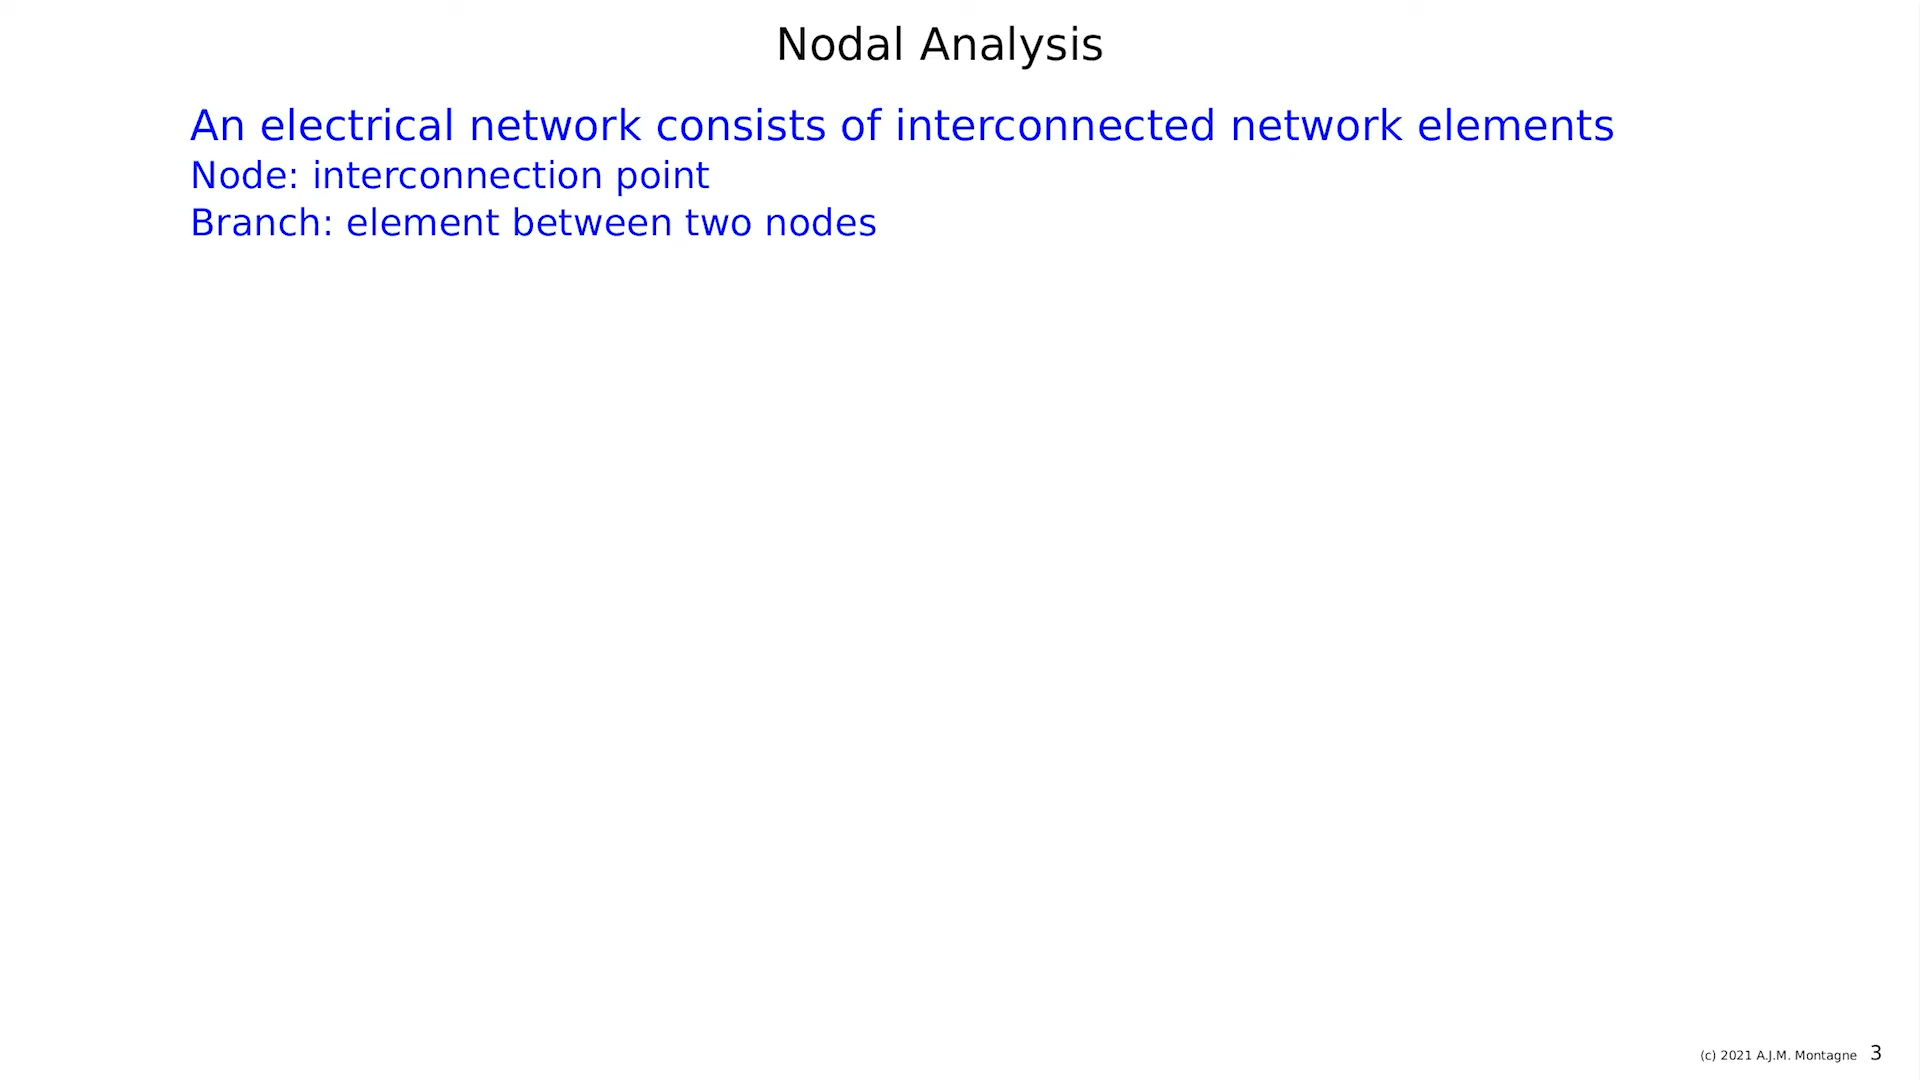 Nodal Analysis
An electrical network consists of interconnected network elements
Node: interconnection point
Branch: element between two nodes
(c) 2021 A.J.M. Montagne 3